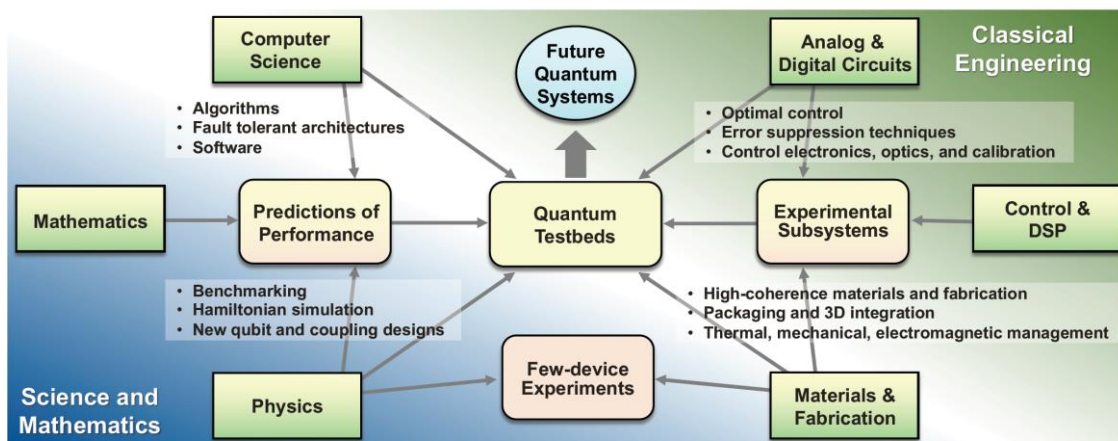 Computer
Science
Future
Quantum
Systems
Analog &
Digital Circuits
Classical
Engineering
• Algorithms
• Fault tolerant architectures
• Software
• Optimal control
• Error suppression techniques
• Control electronics, optics, and calibration
Mathematics
Predictions of
Performance
Quantum
Testbeds
Experimental
Subsystems
Control &
DSP
• Benchmarking
• Hamiltonian simulation
• New qubit and coupling designs
• High-coherence materials and fabrication
• Packaging and 3D integration
• Thermal, mechanical, electromagnetic management
Science and
Mathematics
Physics
Few-device
Experiments
Materials &
Fabrication